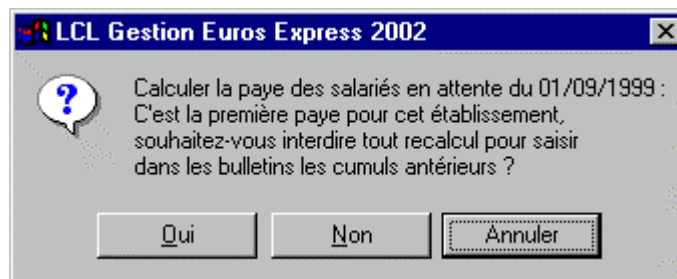 LCL Gestion Euros Express 2002
Calculer la paye des salariés en attente du 01/09/1999 :
C'est la première paye pour cet établissement,
souhaitez-vous interdire tout recalcul pour saisir
dans les bulletins les cumuls antérieurs ?
Oui Non Annuler